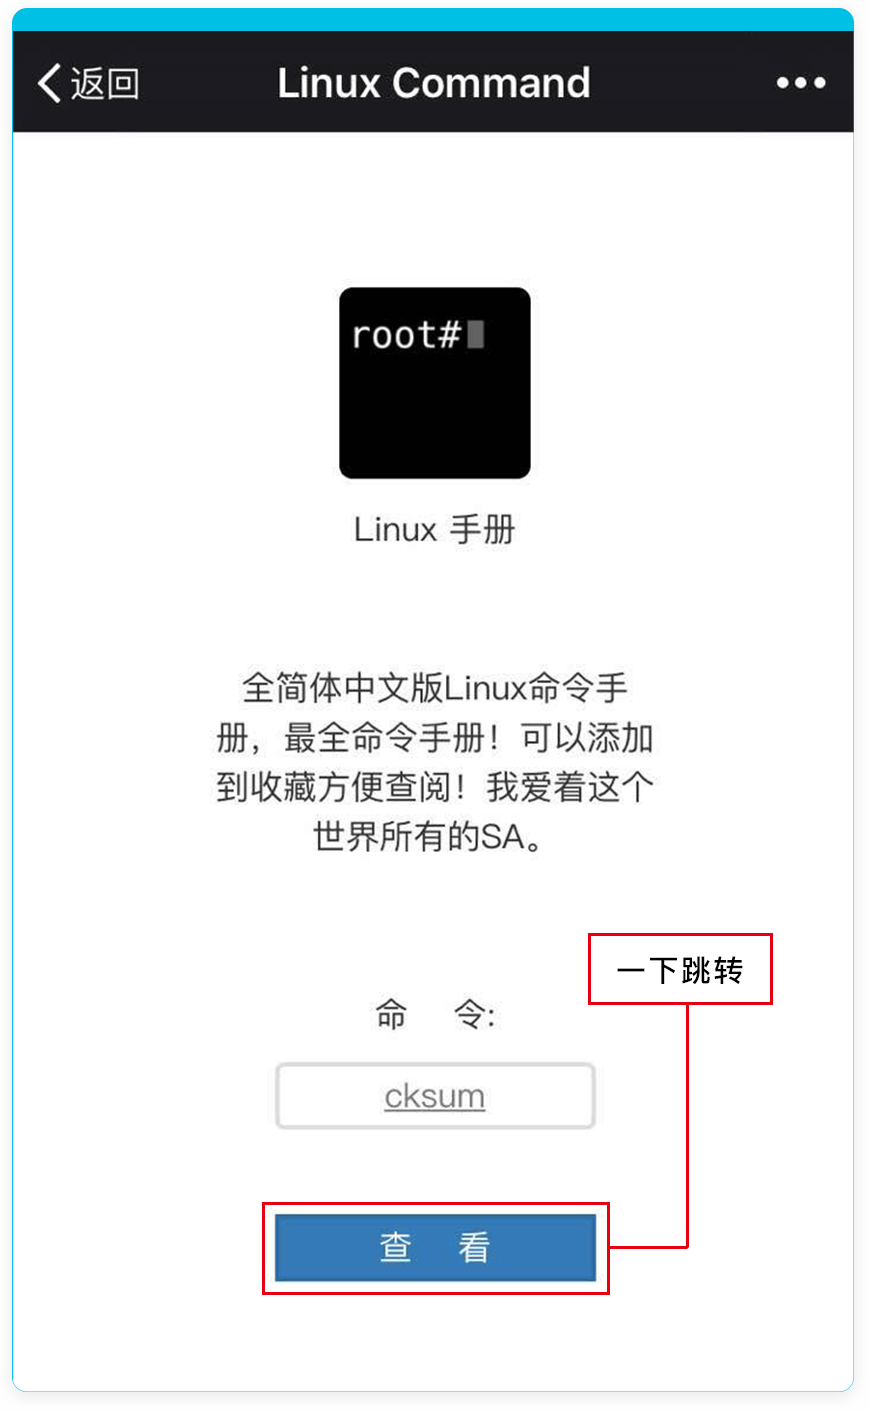 返回
Linux Command
root#
Linux 手册
全简体中文版Linux命令手
册，最全命令手册！可以添加
到收藏方便查阅！我爱着这个
世界所有的SA。
一下跳转
命 令:
cksum
查 看